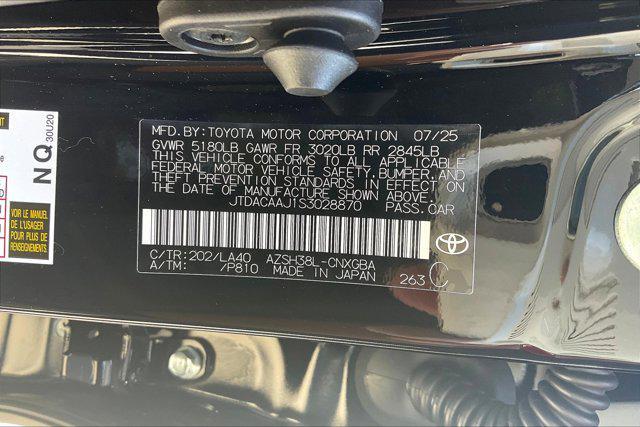 MFD. BY: TOYOTA MOTOR CORPORATION 07/25
GVWR 5180LB GAWR FR 3020LB RR 2845LB
THIS VEHICLE CONFORMS TO ALL APPLICABLE
FEDERAL MOTOR VEHICLE SAFETY, BUMPER, AND
THEFT PREVENTION STANDARDS IN EFFECT ON
THE DATE OF MANUFACTURE SHOWN ABOVE.
JTDACAAJ1S3028870 PASS. CAR
C/TR: 202/LA40 AZSH38L-CNXGBA
A/TM: /P810 MADE IN JAPAN 263 C
NQ
30U20
VOIR LE MANUEL
POUR PLUS DE
RENSEIGNEMENTS